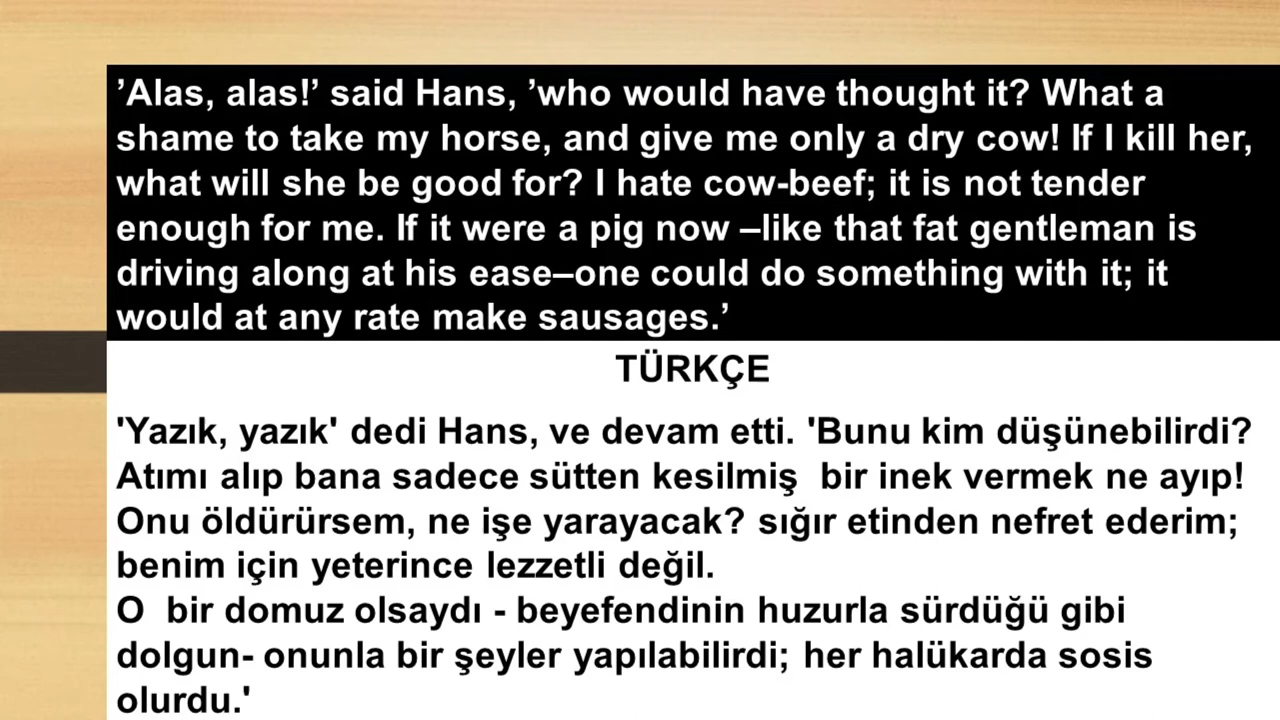 ’Alas, alas!’ said Hans, ’who would have thought it? What a
shame to take my horse, and give me only a dry cow! If I kill her,
what will she be good for? I hate cow-beef; it is not tender
enough for me. If it were a pig now –like that fat gentleman is
driving along at his ease–one could do something with it; it
would at any rate make sausages.’
TÜRKÇE
'Yazık, yazık' dedi Hans, ve devam etti. 'Bunu kim düşünebilirdi?
Atımı alıp bana sadece sütten kesilmiş  bir inek vermek ne ayıp!
Onu öldürürsem, ne işe yarayacak? sığır etinden nefret ederim;
benim için yeterince lezzetli değil.
O  bir domuz olsaydı - beyefendinin huzurla sürdüğü gibi
dolgun- onunla bir şeyler yapılabilirdi; her halükarda sosis
olurdu.'